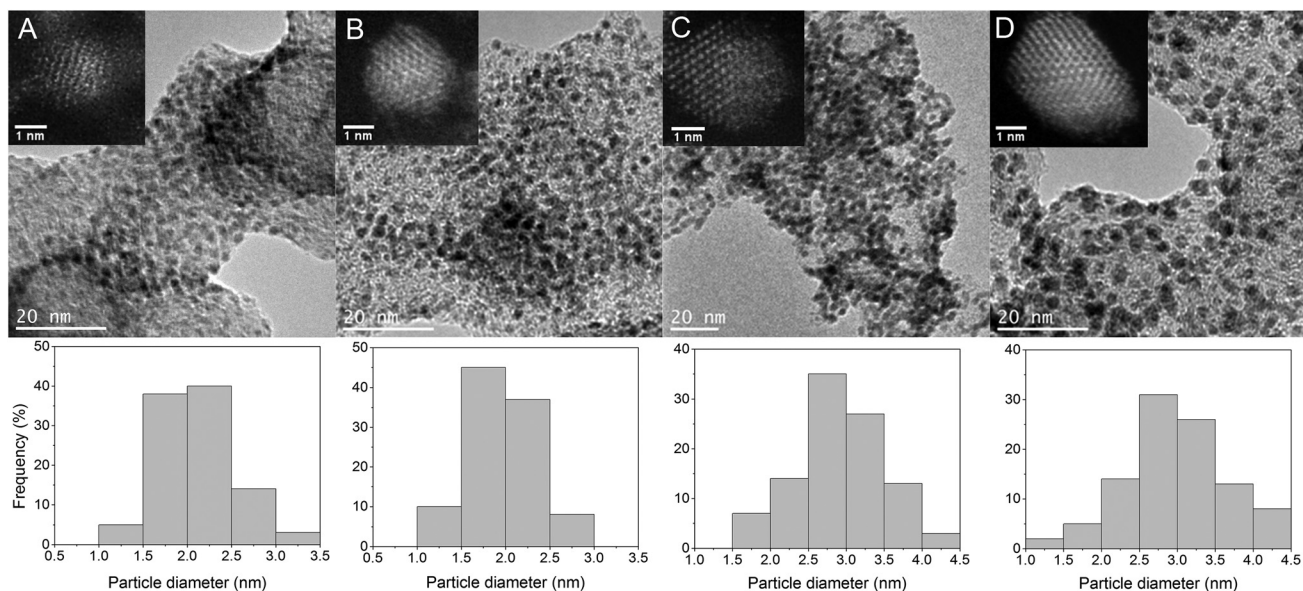 A B C D
1 nm 1 nm 1 nm 1 nm
20 nm 20 nm 20 nm 20 nm
50 50 40 40
40 40 30 30
30 30 20 20
20 20 10 10
10 10 0 0
0 0
Frequency (%)
0.5 1.0 1.5 2.0 2.5 3.0 3.5
0.5 1.0 1.5 2.0 2.5 3.0 3.5
1.0 1.5 2.0 2.5 3.0 3.5 4.0 4.5
1.0 1.5 2.0 2.5 3.0 3.5 4.0 4.5
Particle diameter (nm) Particle diameter (nm) Particle diameter (nm) Particle diameter (nm)